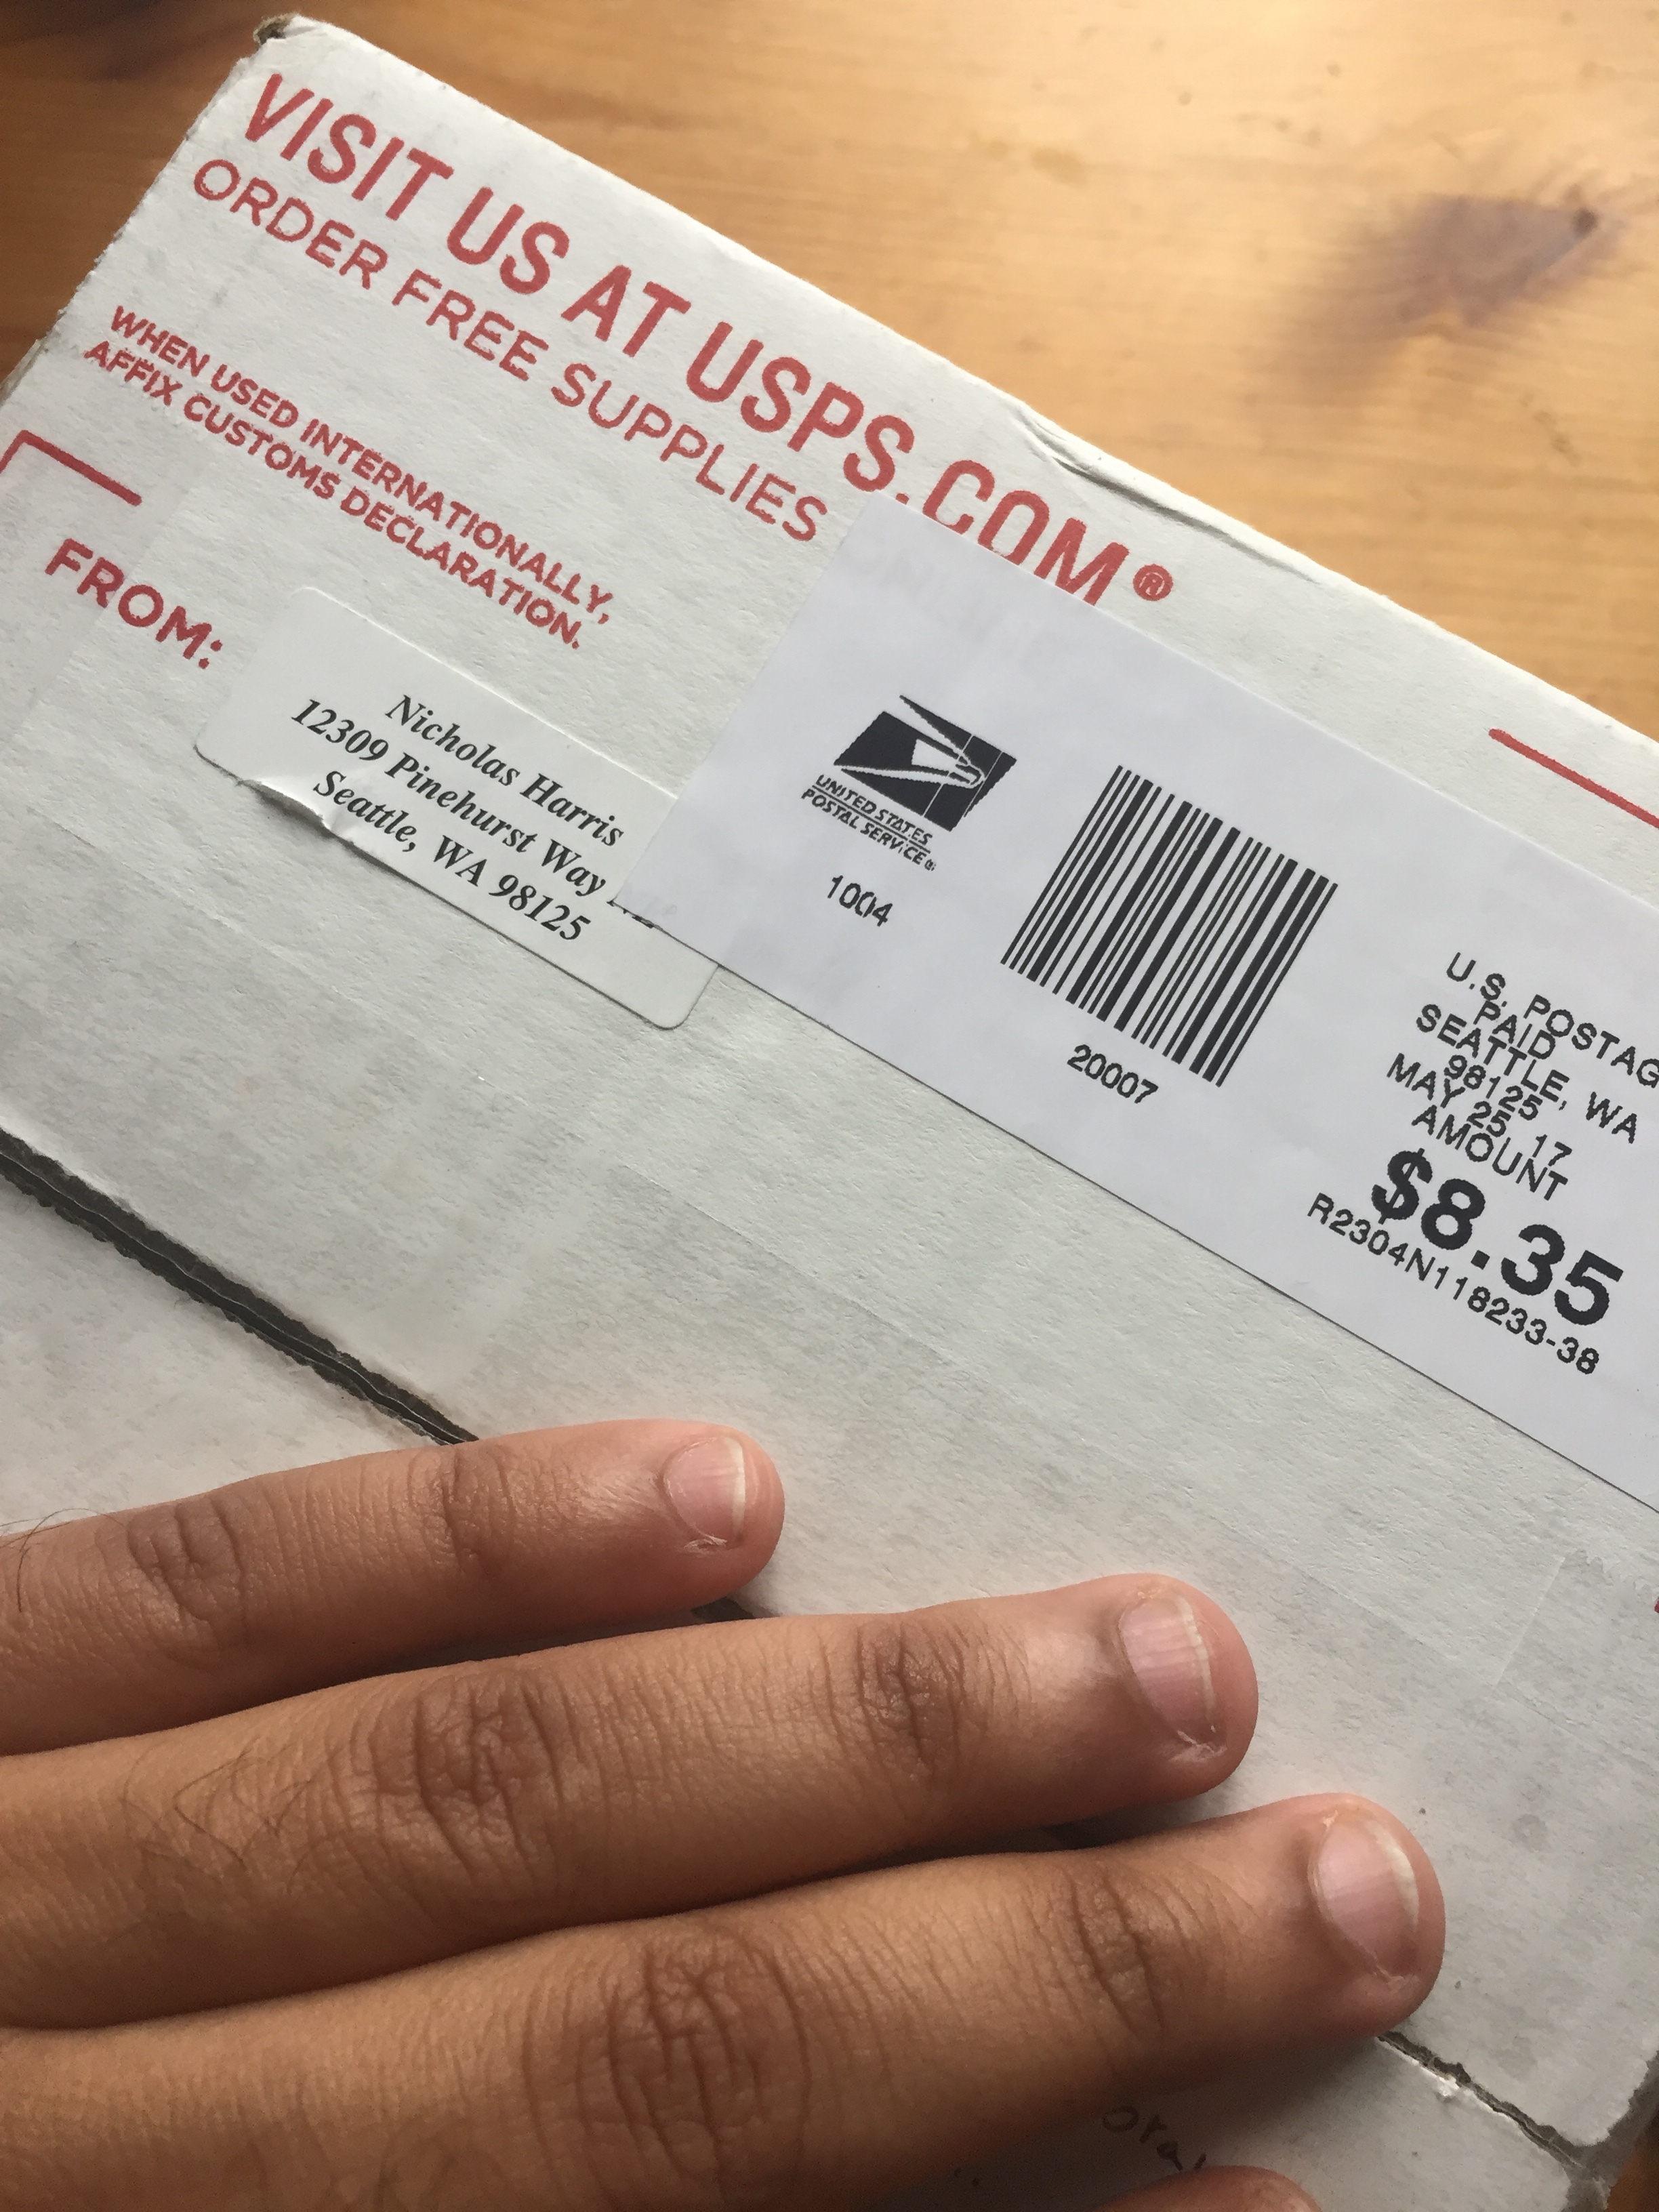 VISIT US AT USPS.COM®
ORDER FREE SUPPLIES
WHEN USED INTERNATIONALLY,
AFFIX CUSTOMS DECLARATION.
FROM:
Nicholas Harris
12309 Pinehurst Way
Seattle, WA 98125
UNITED STATES
POSTAL SERVICE®
1004
20007
U.S. POSTAG
PAID
SEATTLE, WA
98125
MAY 25, 17
AMOUNT
$8.35
R2304N118233-38